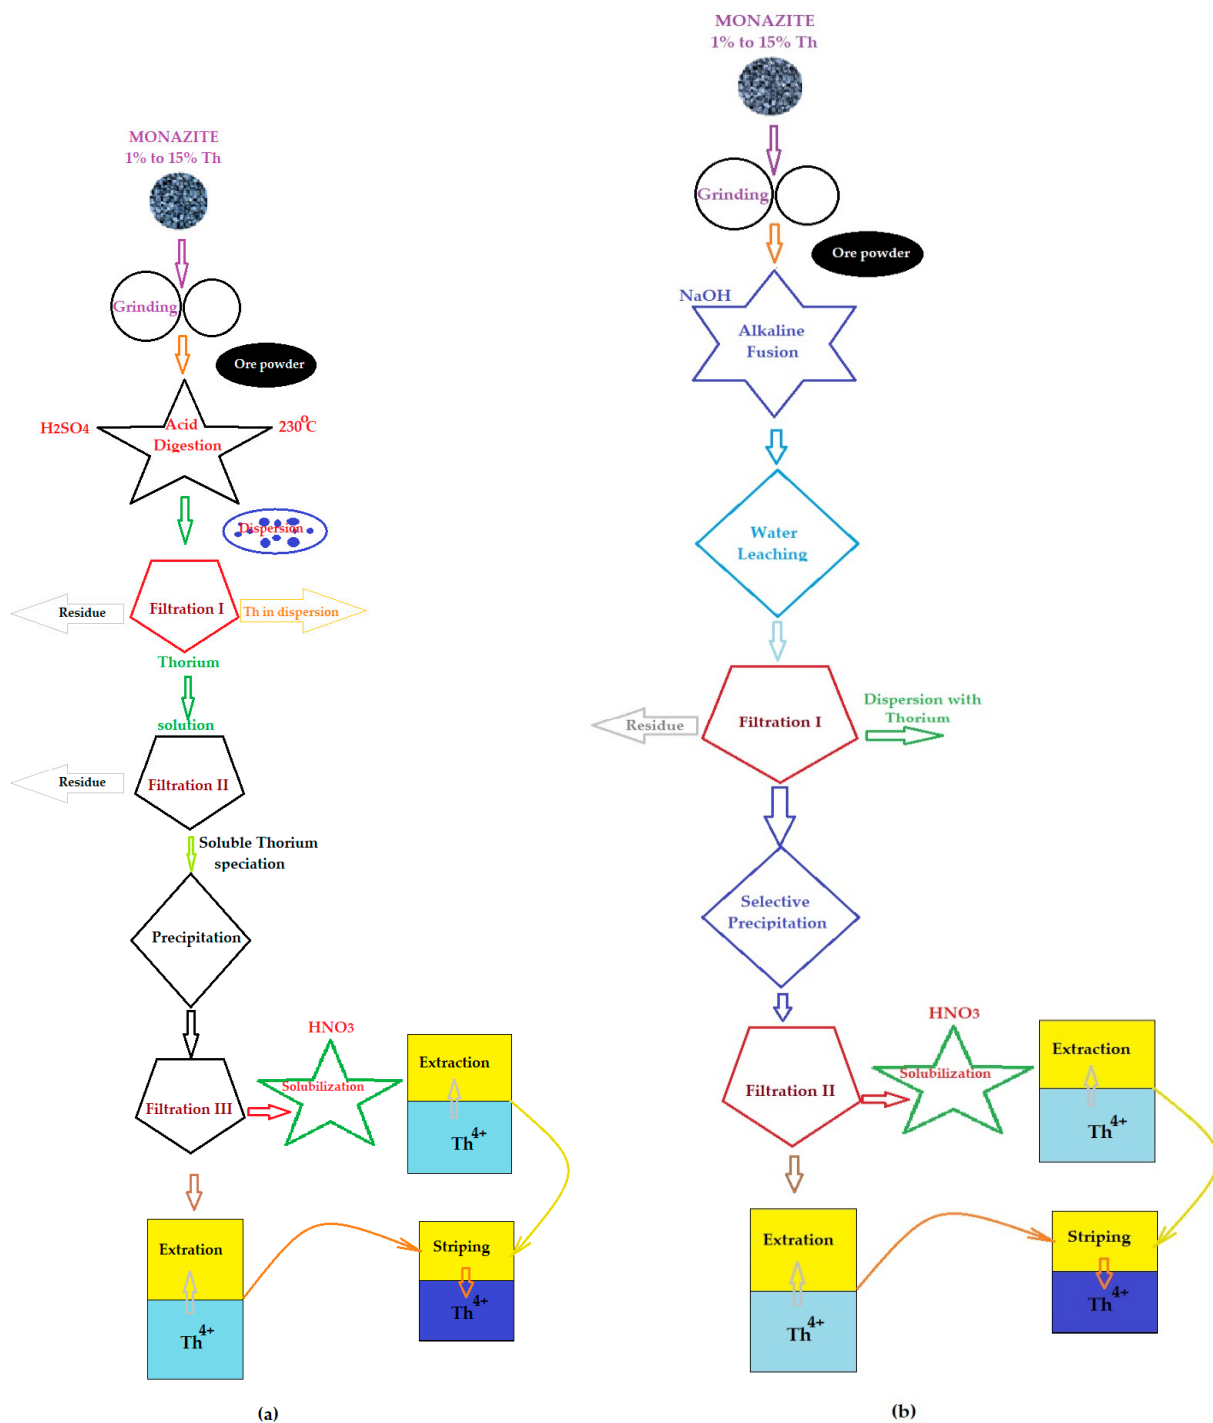 MONAZITE
1% to 15% Th
Grinding
Ore powder
H2SO4
Acid
Digestion
230°C
Dispersion
Residue
Filtration I
Th in dispersion
Thorium
solution
Residue
Filtration II
Soluble Thorium
speciation
Precipitation
HNO3
Solubilization
Filtration III
Extraction
Th4+
Extration
Th4+
Striping
Th4+
(a)
MONAZITE
1% to 15% Th
Grinding
Ore powder
NaOH
Alkaline
Fusion
Water
Leaching
Residue
Filtration I
Dispersion with
Thorium
Selective
Precipitation
HNO3
Solubilization
Filtration II
Extraction
Th4+
Extration
Th4+
Striping
Th4+
(b)